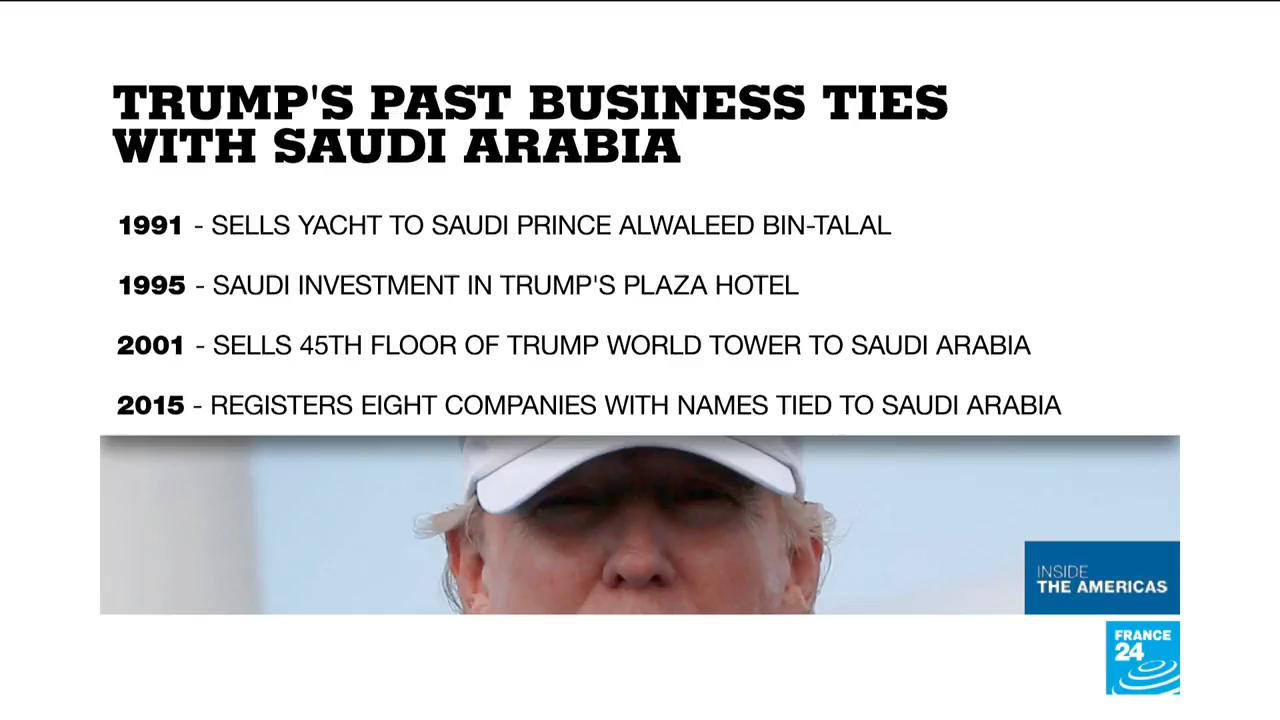 TRUMP'S PAST BUSINESS TIES
WITH SAUDI ARABIA
1991 - SELLS YACHT TO SAUDI PRINCE ALWALEED BIN-TALAL
1995 - SAUDI INVESTMENT IN TRUMP'S PLAZA HOTEL
2001 - SELLS 45TH FLOOR OF TRUMP WORLD TOWER TO SAUDI ARABIA
2015 - REGISTERS EIGHT COMPANIES WITH NAMES TIED TO SAUDI ARABIA
INSIDE
THE AMERICAS
FRANCE
24